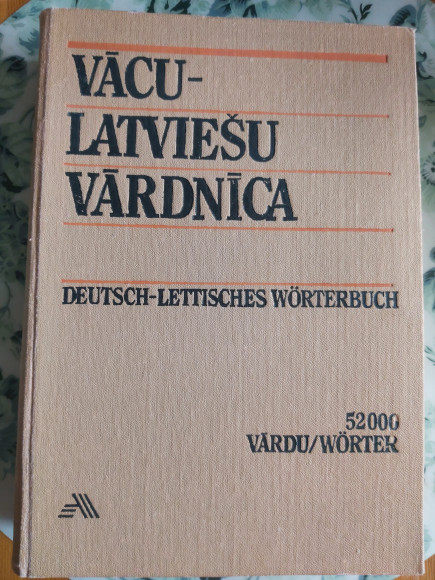 VĀCU-
LATVIEŠU
VĀRDNĪCA
DEUTSCH-LETTISCHES WÖRTERBUCH
52000
VĀRDU/WÖRTER